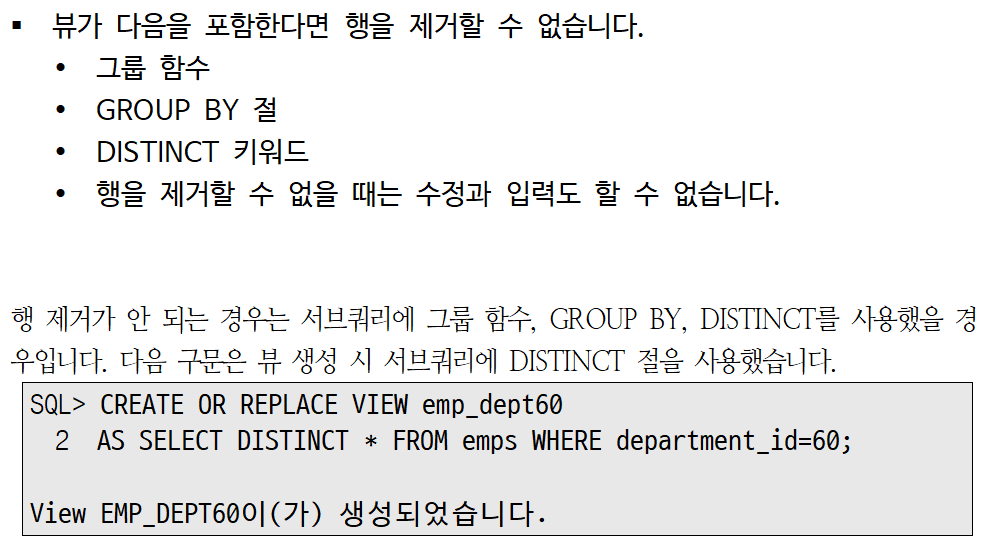 ▪ 뷰가 다음을 포함한다면 행을 제거할 수 없습니다.
• 그룹 함수
• GROUP BY 절
• DISTINCT 키워드
• 행을 제거할 수 없을 때는 수정과 입력도 할 수 없습니다.
행 제거가 안 되는 경우는 서브쿼리에 그룹 함수, GROUP BY, DISTINCT를 사용했을 경
우입니다. 다음 구문은 뷰 생성 시 서브쿼리에 DISTINCT 절을 사용했습니다.
SQL> CREATE OR REPLACE VIEW emp_dept60
2 AS SELECT DISTINCT * FROM emps WHERE department_id=60;
View EMP_DEPT60이(가) 생성되었습니다.